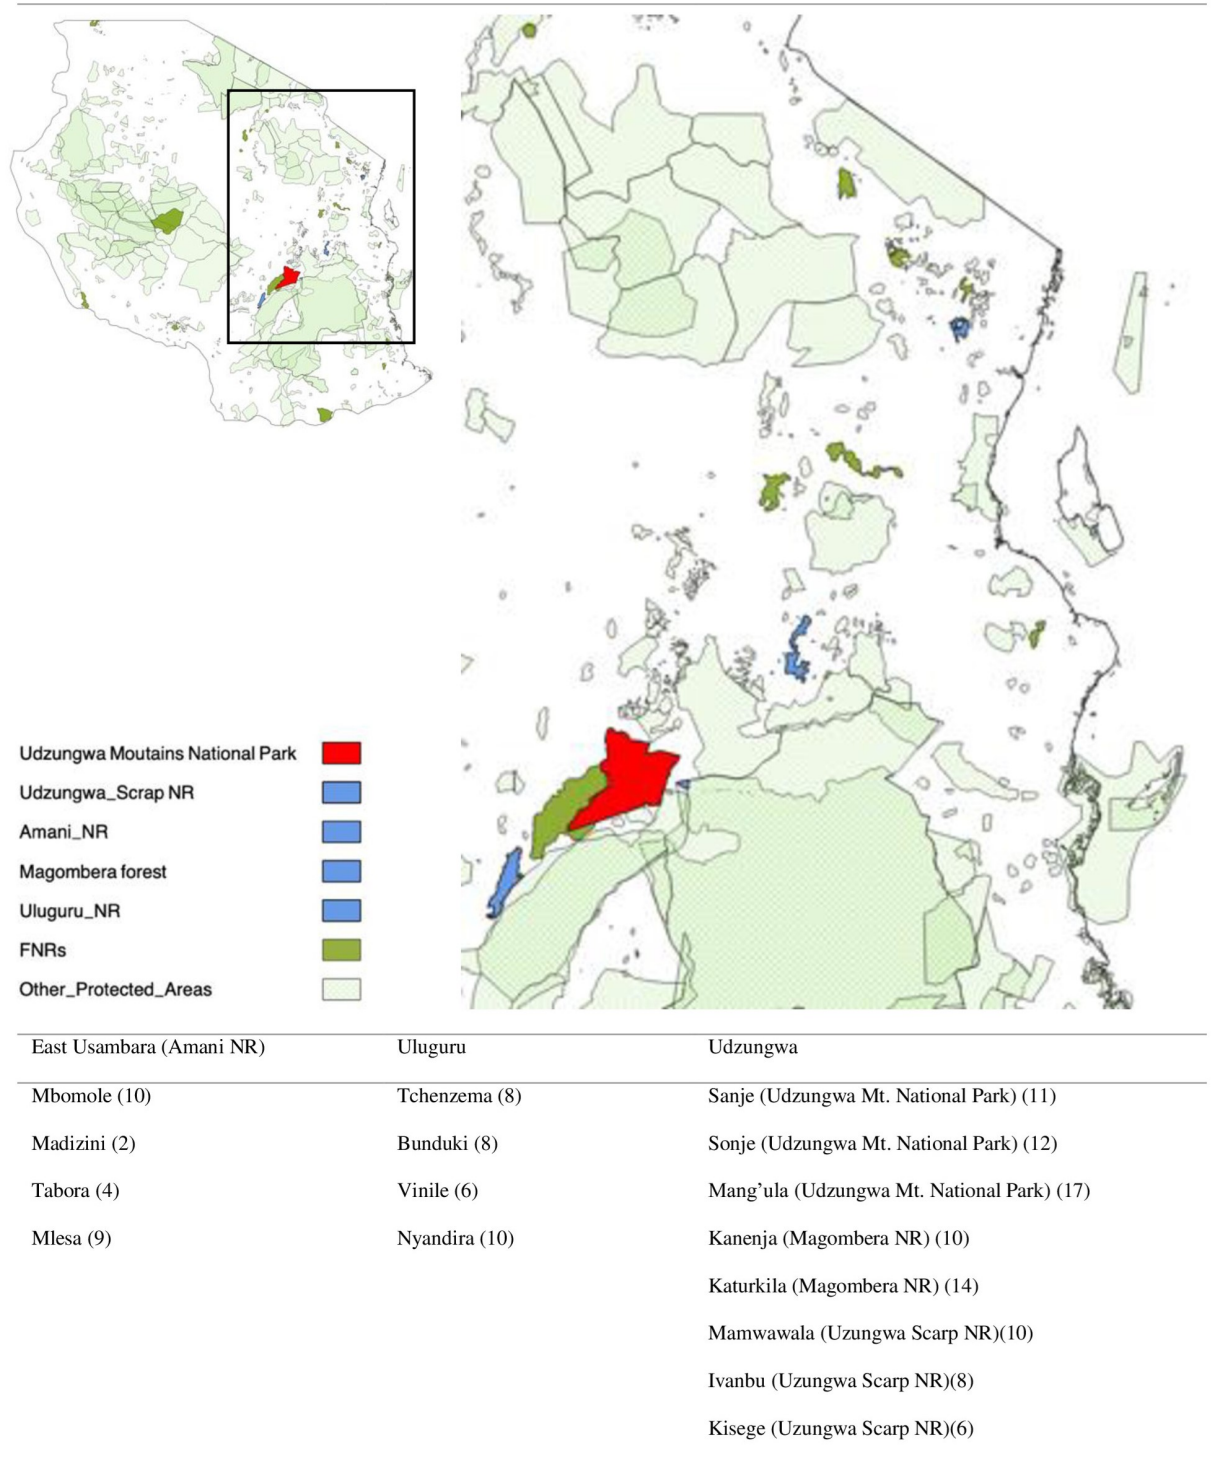 Udzungwa Moutains National Park
Udzungwa_Scrap NR
Amani_NR
Magombera forest
Uluguru_NR
FNRs
Other_Protected_Areas
East Usambara (Amani NR) Uluguru Udzungwa
Mbomole (10) Tchenzema (8) Sanje (Udzungwa Mt. National Park) (11)
Madizini (2) Bunduki (8) Sonje (Udzungwa Mt. National Park) (12)
Tabora (4) Vinile (6) Mang’ula (Udzungwa Mt. National Park) (17)
Mlesa (9) Nyandira (10) Kanenja (Magombera NR) (10)
Katurkila (Magombera NR) (14)
Mamwawala (Uzungwa Scarp NR)(10)
Ivanbu (Uzungwa Scarp NR)(8)
Kisege (Uzungwa Scarp NR)(6)